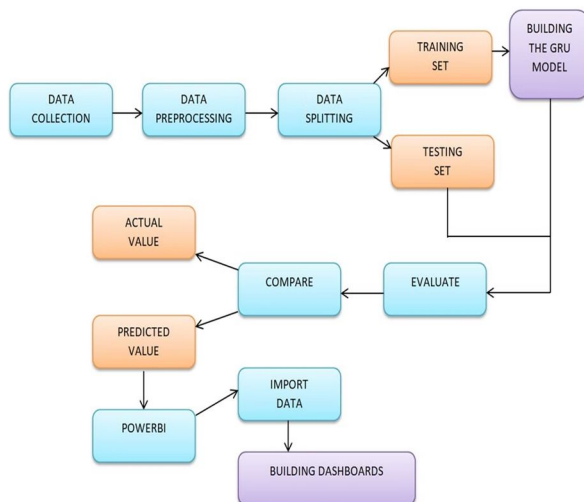 DATA
COLLECTION
DATA
PREPROCESSING
DATA
SPLITTING
TRAINING
SET
BUILDING
THE GRU
MODEL
TESTING
SET
ACTUAL
VALUE
COMPARE
EVALUATE
PREDICTED
VALUE
POWERBI
IMPORT
DATA
BUILDING DASHBOARDS